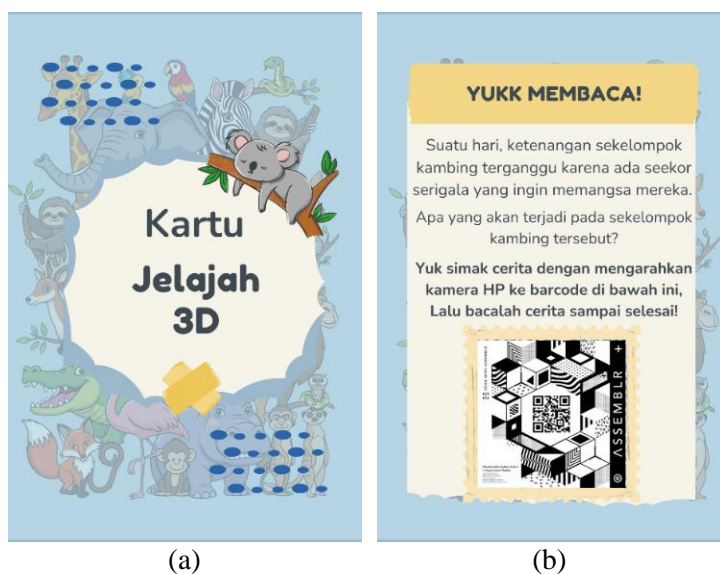 Kartu
Jelajah
3D
(a)
YUKK MEMBACA!
Suatu hari, ketenangan sekelompok
kambing terganggu karena ada seekor
serigala yang ingin memangsa mereka.
Apa yang akan terjadi pada sekelompok
kambing tersebut?
Yuk simak cerita dengan mengarahkan
kamera HP ke barcode di bawah ini,
Lalu bacalah cerita sampai selesai!
ASSEMBLR
(b)